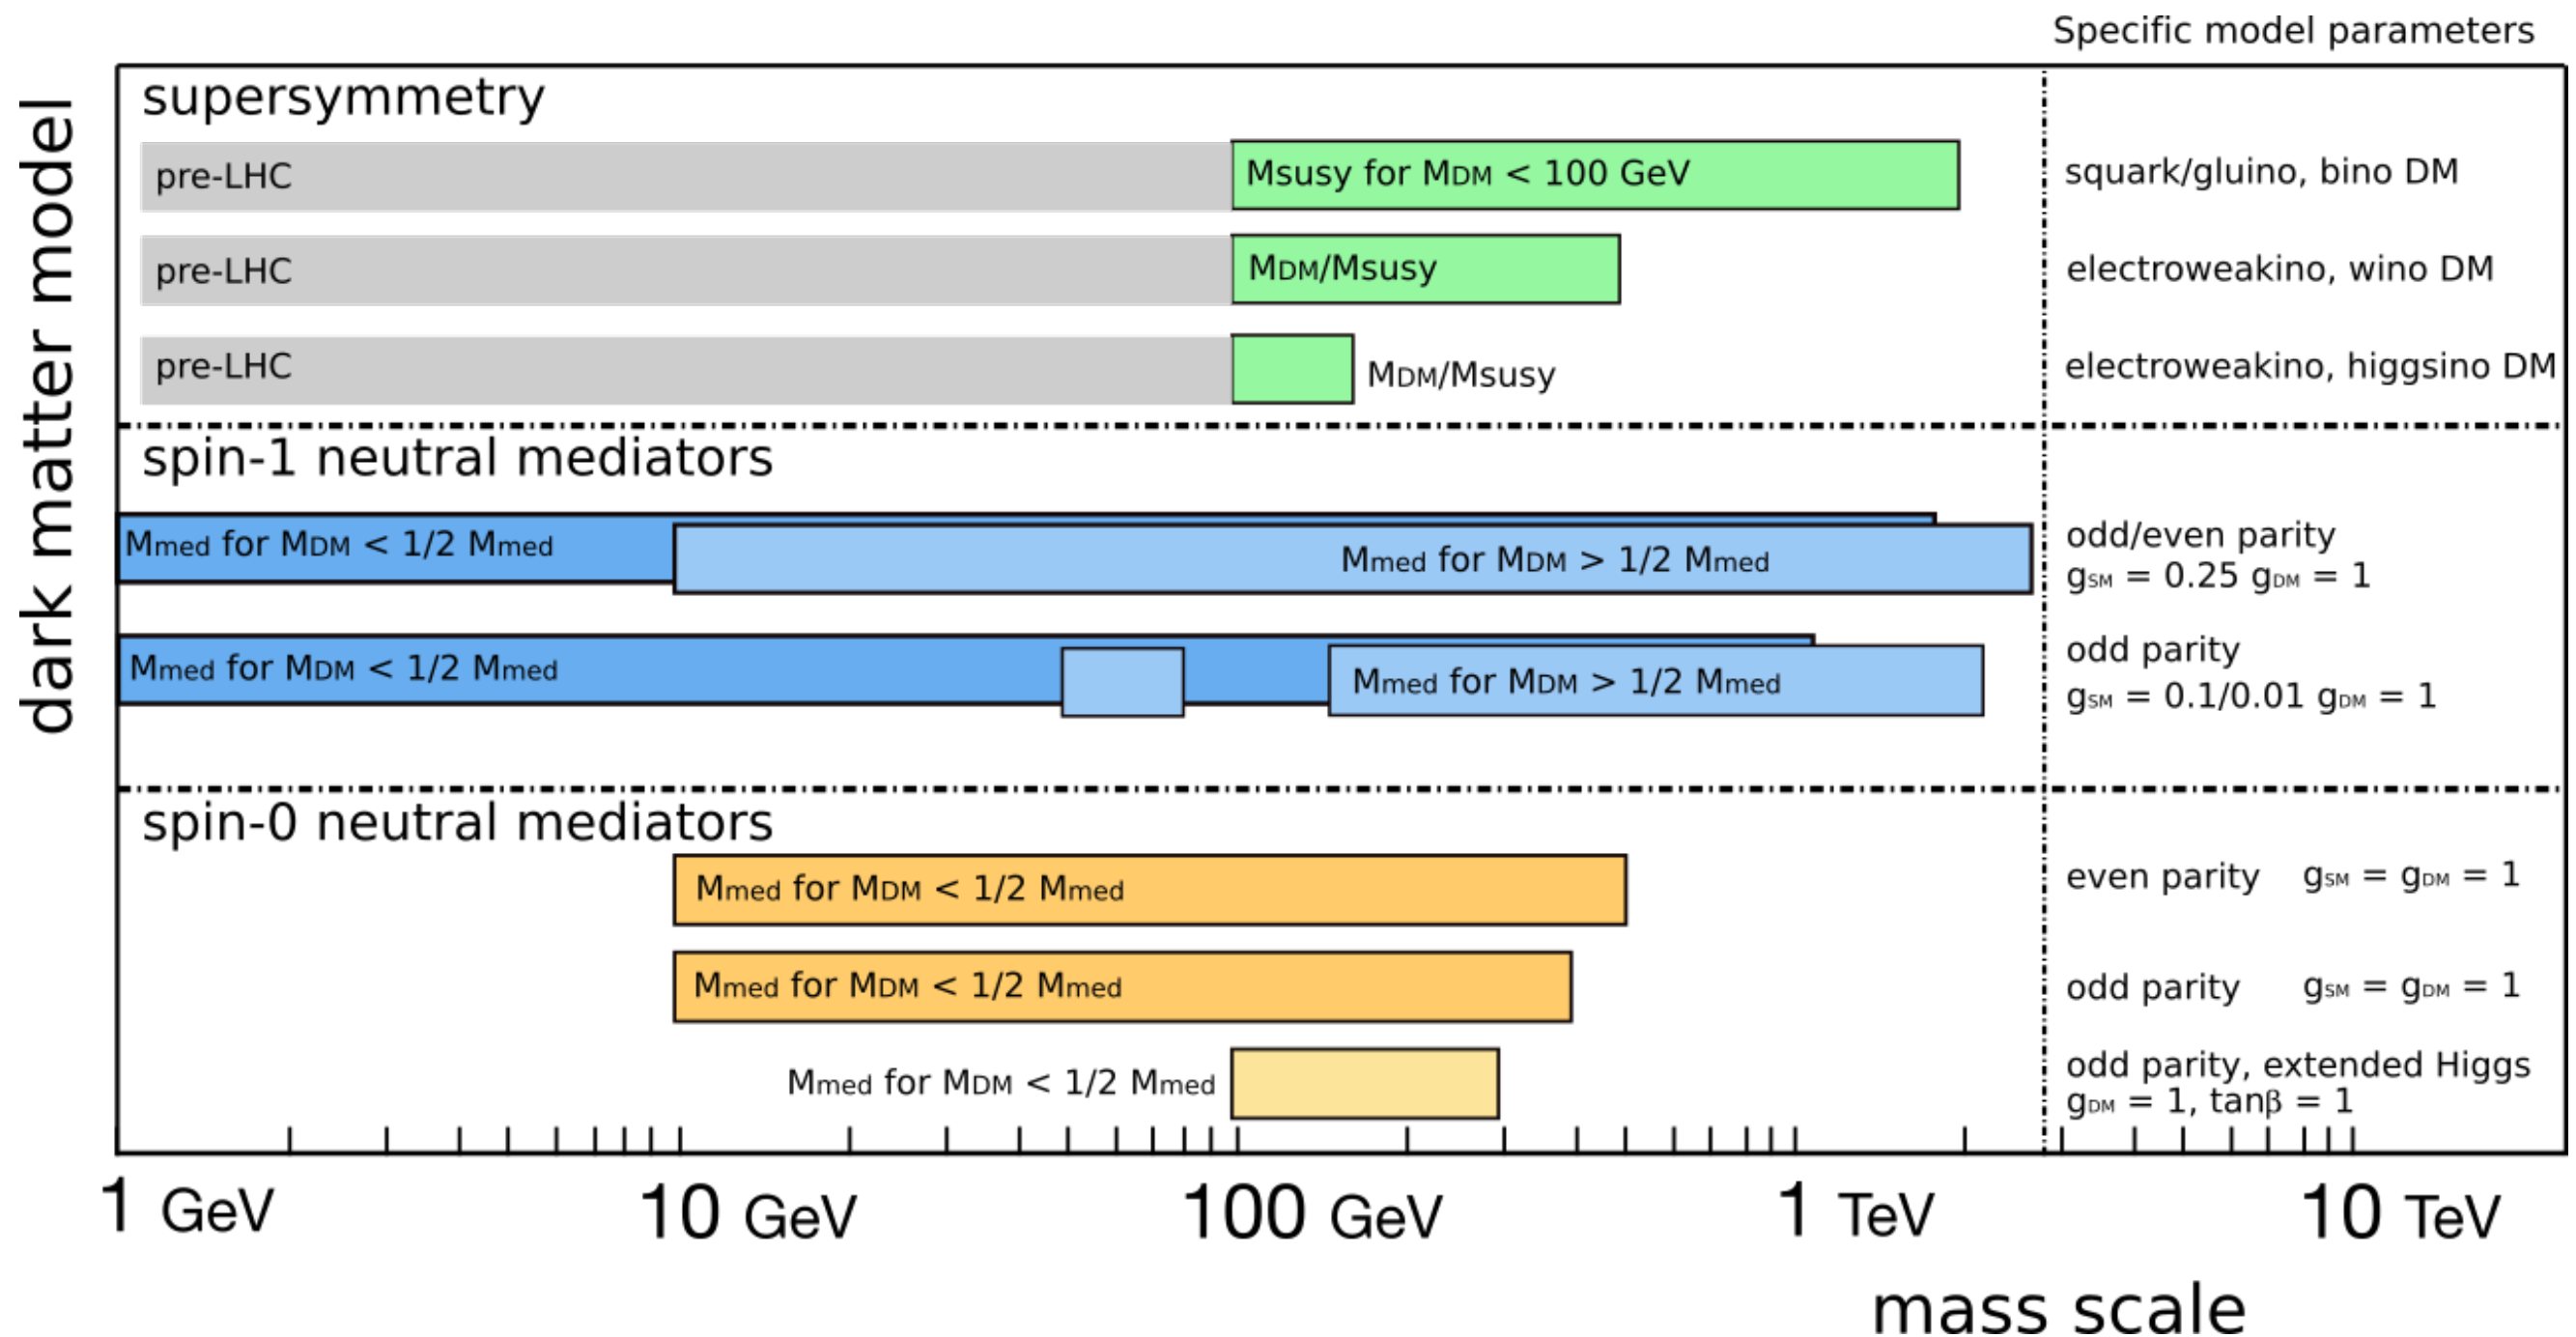 Specific model parameters
dark matter model
supersymmetry
pre-LHC
Msusy for MDM < 100 GeV
squark/gluino, bino DM
pre-LHC
MDM/Msusy
electroweakino, wino DM
pre-LHC
MDM/Msusy
electroweakino, higgsino DM
spin-1 neutral mediators
Mmed for MDM < 1/2 Mmed
Mmed for MDM > 1/2 Mmed
odd/even parity
gSM = 0.25 gDM = 1
Mmed for MDM < 1/2 Mmed
Mmed for MDM > 1/2 Mmed
odd parity
gSM = 0.1/0.01 gDM = 1
spin-0 neutral mediators
Mmed for MDM < 1/2 Mmed
even parity gSM = gDM = 1
Mmed for MDM < 1/2 Mmed
odd parity gSM = gDM = 1
Mmed for MDM < 1/2 Mmed
odd parity, extended Higgs
gDM = 1, tanβ = 1
1 GeV
10 GeV
100 GeV
1 TeV
10 TeV
mass scale